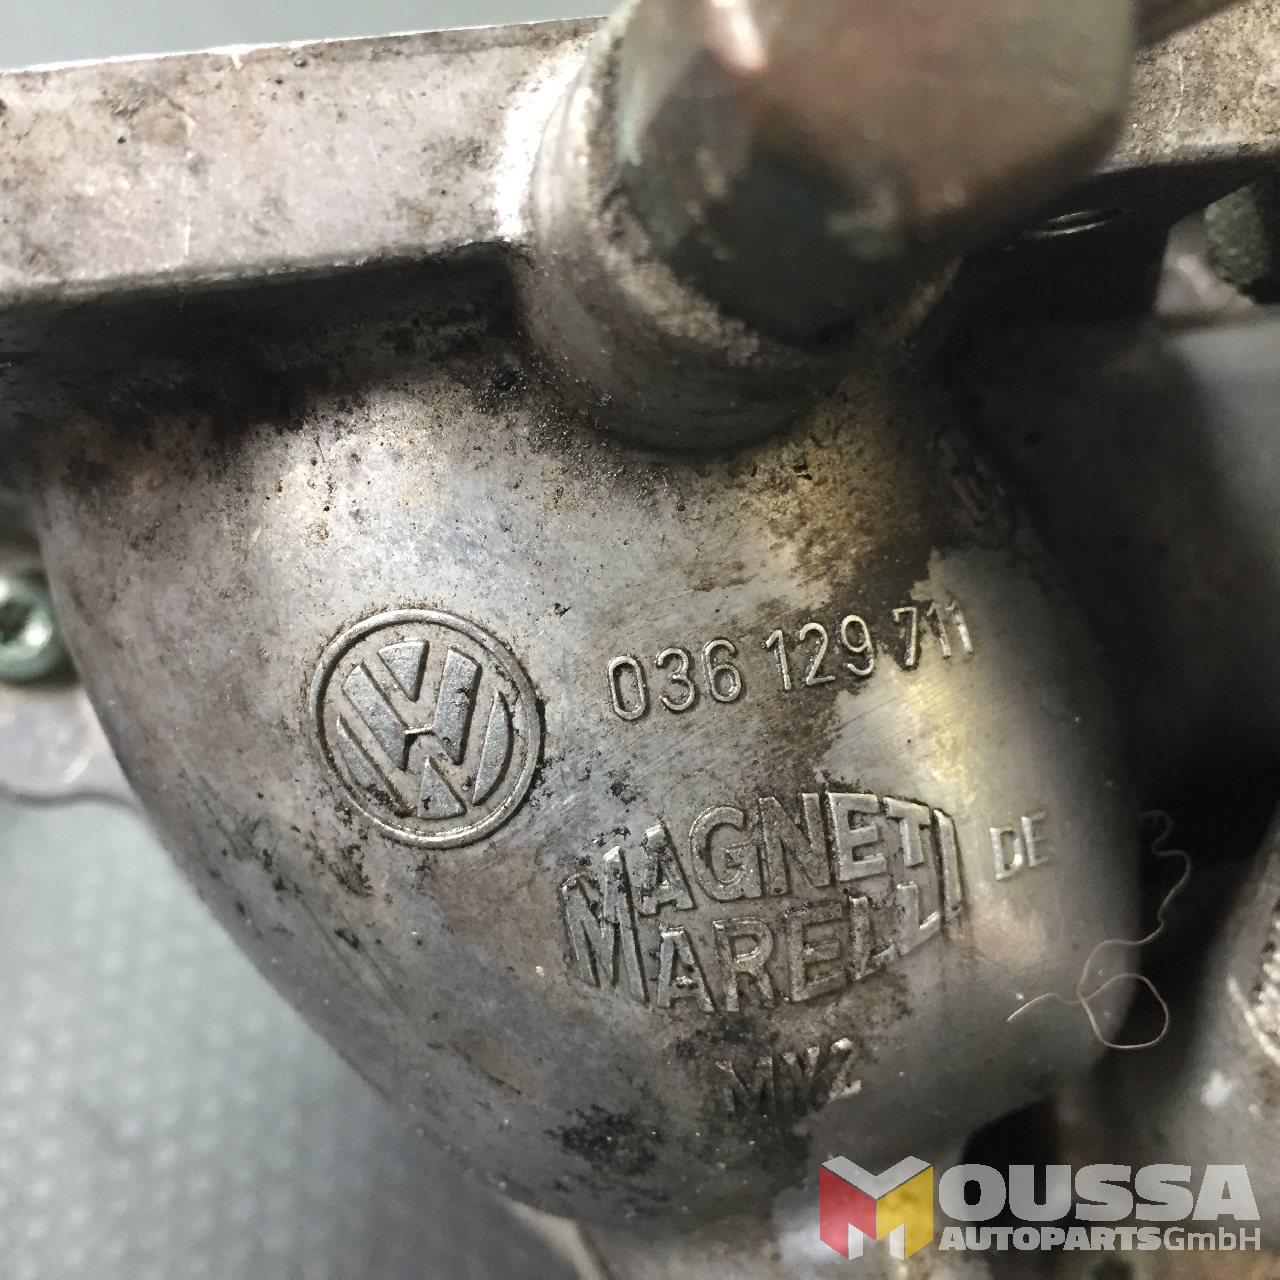 036 129 711
MAGNETI
MARELLI
DE
MOUSSA
AUTOPARTS GmbH